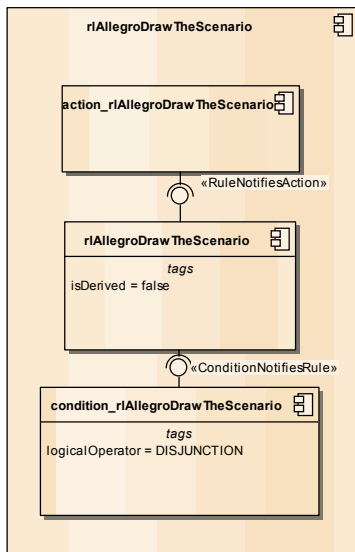 rlAllegroDrawTheScenario
action_rlAllegroDrawTheScenario
«RuleNotifiesAction»
rlAllegroDrawTheScenario
tags
isDerived = false
«ConditionNotifiesRule»
condition_rlAllegroDrawTheScenario
tags
logicalOperator = DISJUNCTION